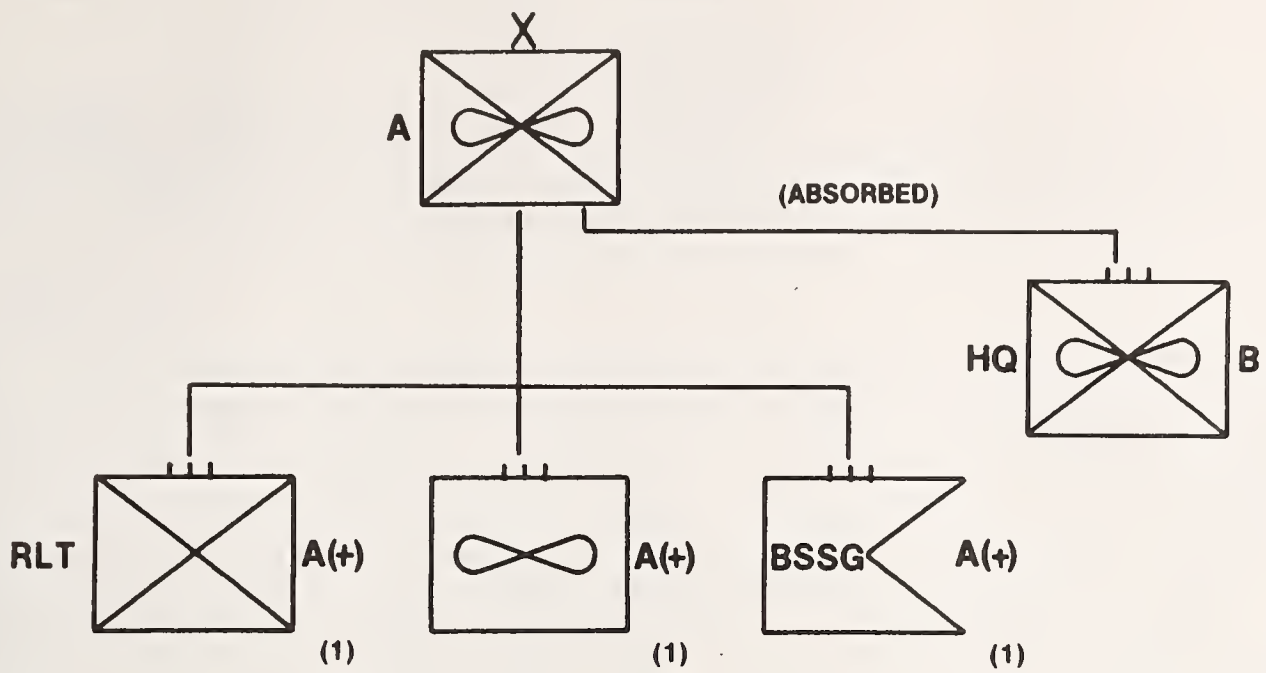 X
A
(ABSORBED)
HQ
B
RLT
A(+)
A(+)
BSSG
A(+)
(1)
(1)
(1)